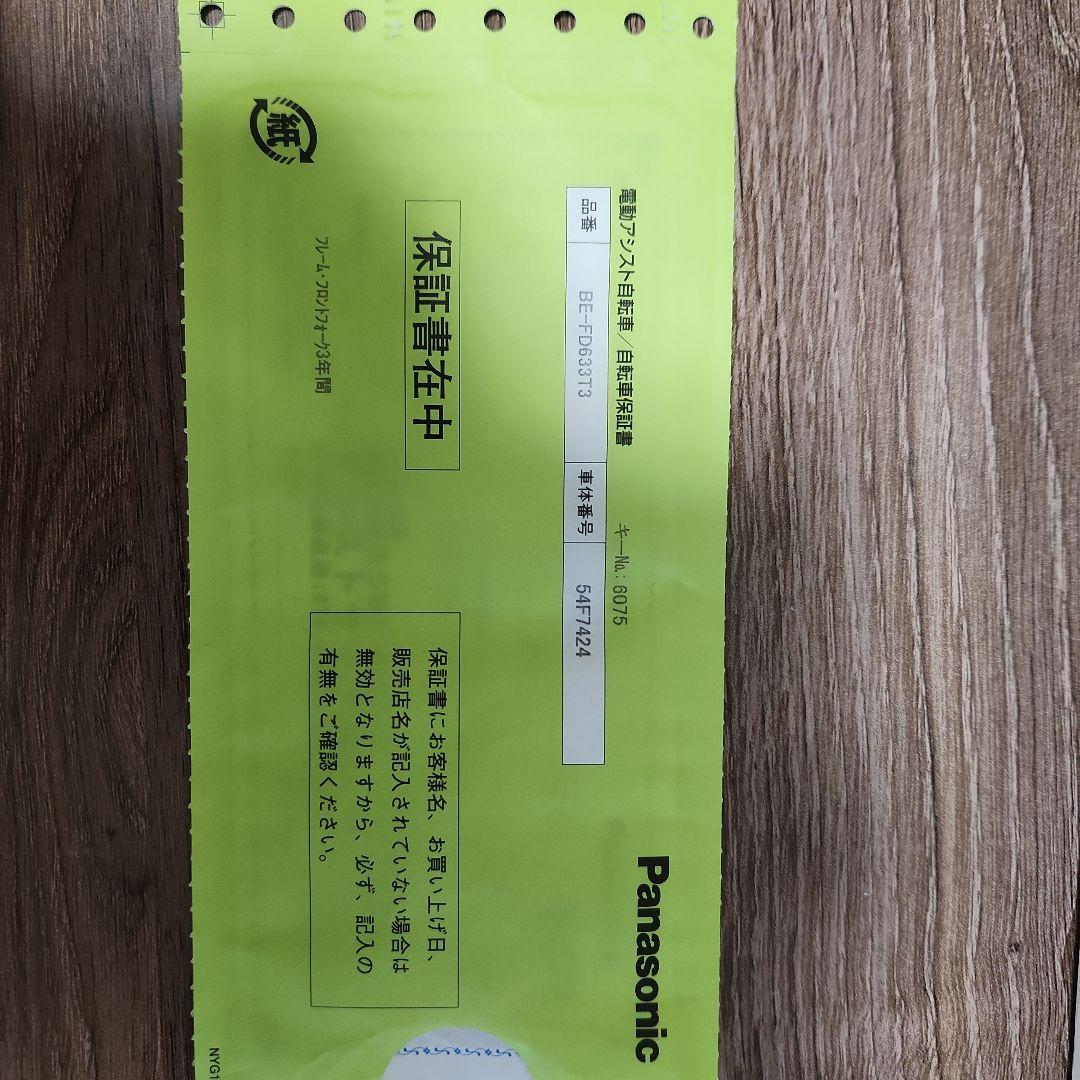 Panasonic
電動アシスト自転車／自転車保証書
キーNo.: 6075
品番 BE-FD633T3 車体番号 54F7424
保証書在中
保証書にお客様名、お買い上げ日、
販売店名が記入されていない場合は
無効となりますから、必ず、記入の
有無をご確認ください。
フレーム・フロントフォーク3年間
紙
NYG1